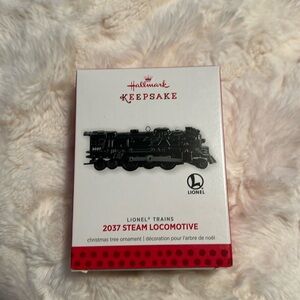 Hallmark
KEEPSAKE
LIONEL
LIONEL® TRAINS
2037 STEAM LOCOMOTIVE
christmas tree ornament | décoration pour l'arbre de noël